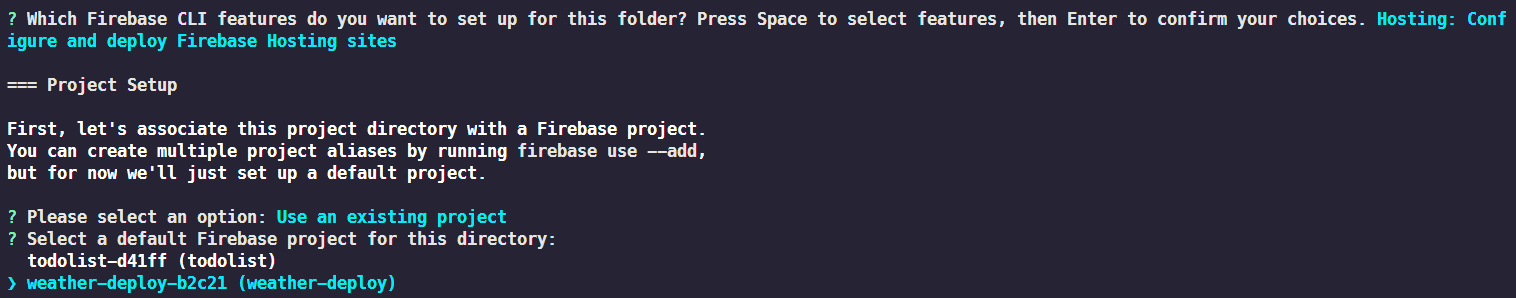 ? Which Firebase CLI features do you want to set up for this folder? Press Space to select features, then Enter to confirm your choices. Hosting: Conf
igure and deploy Firebase Hosting sites
=== Project Setup
First, let's associate this project directory with a Firebase project.
You can create multiple project aliases by running firebase use --add,
but for now we'll just set up a default project.
? Please select an option: Use an existing project
? Select a default Firebase project for this directory:
todolist-d41ff (todolist)
❯ weather-deploy-b2c21 (weather-deploy)